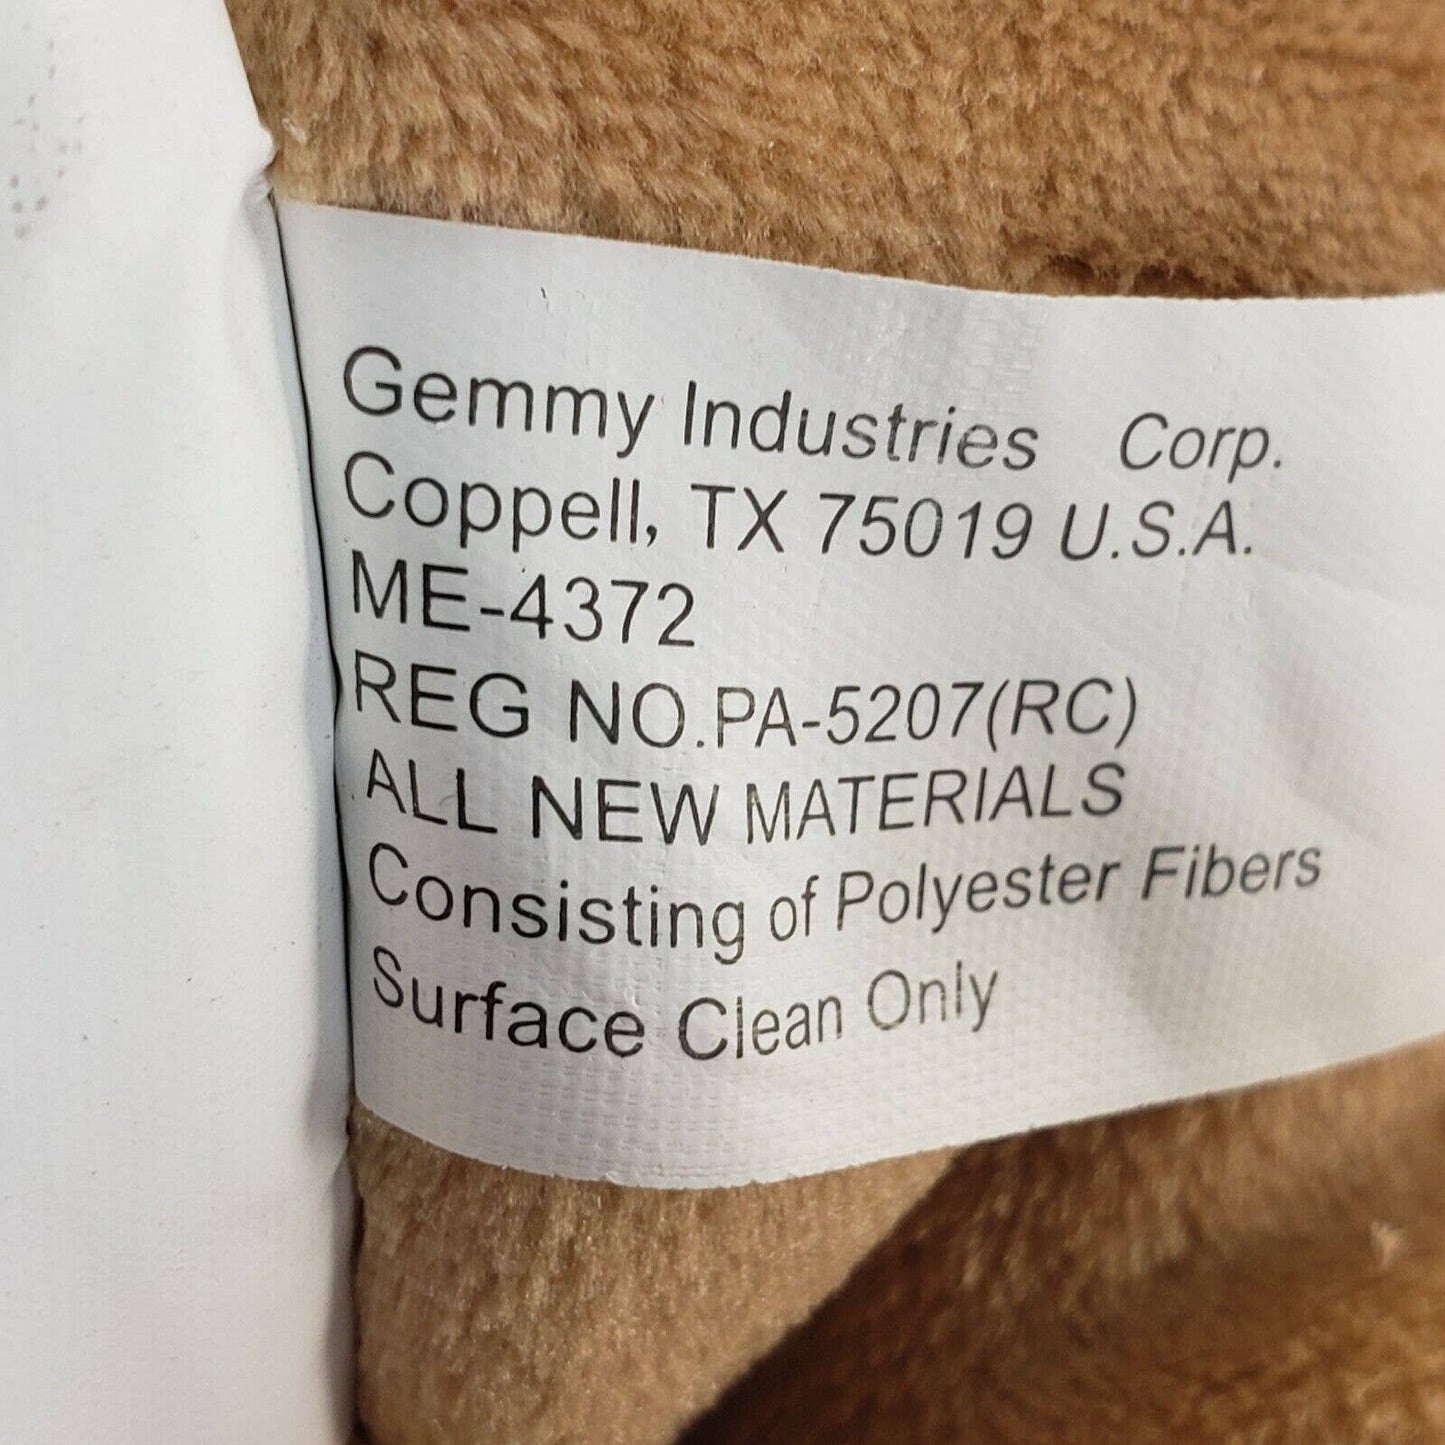 Gemmy Industries Corp.
Coppell, TX 75019 U.S.A.
ME-4372
REG NO.PA-5207(RC)
ALL NEW MATERIALS
Consisting of Polyester Fibers
Surface Clean Only